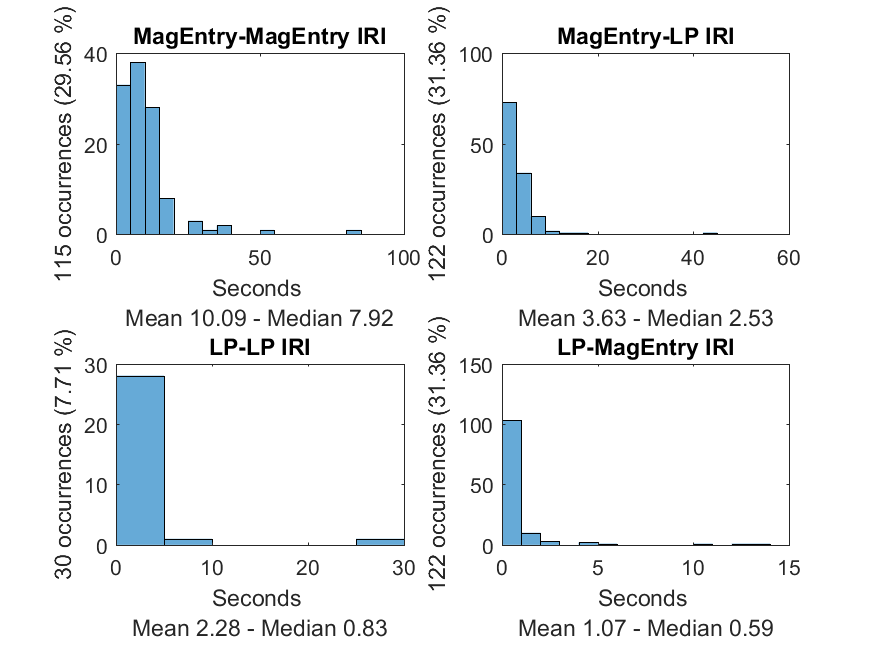 MagEntry-MagEntry IRI
115 occurrences (29.56 %)
40
20
0
0 50 100
Seconds
Mean 10.09 - Median 7.92
MagEntry-LP IRI
122 occurrences (31.36 %)
100
50
0
0 20 40 60
Seconds
Mean 3.63 - Median 2.53
LP-LP IRI
30 occurrences (7.71 %)
30
20
10
0
0 10 20 30
Seconds
Mean 2.28 - Median 0.83
LP-MagEntry IRI
122 occurrences (31.36 %)
150
100
50
0
0 5 10 15
Seconds
Mean 1.07 - Median 0.59